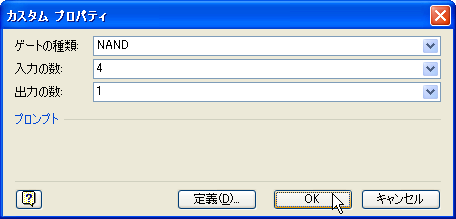 カスタム プロパティ
ゲートの種類: NAND
入力の数: 4
出力の数: 1
プロンプト
定義(D)... OK キャンセル